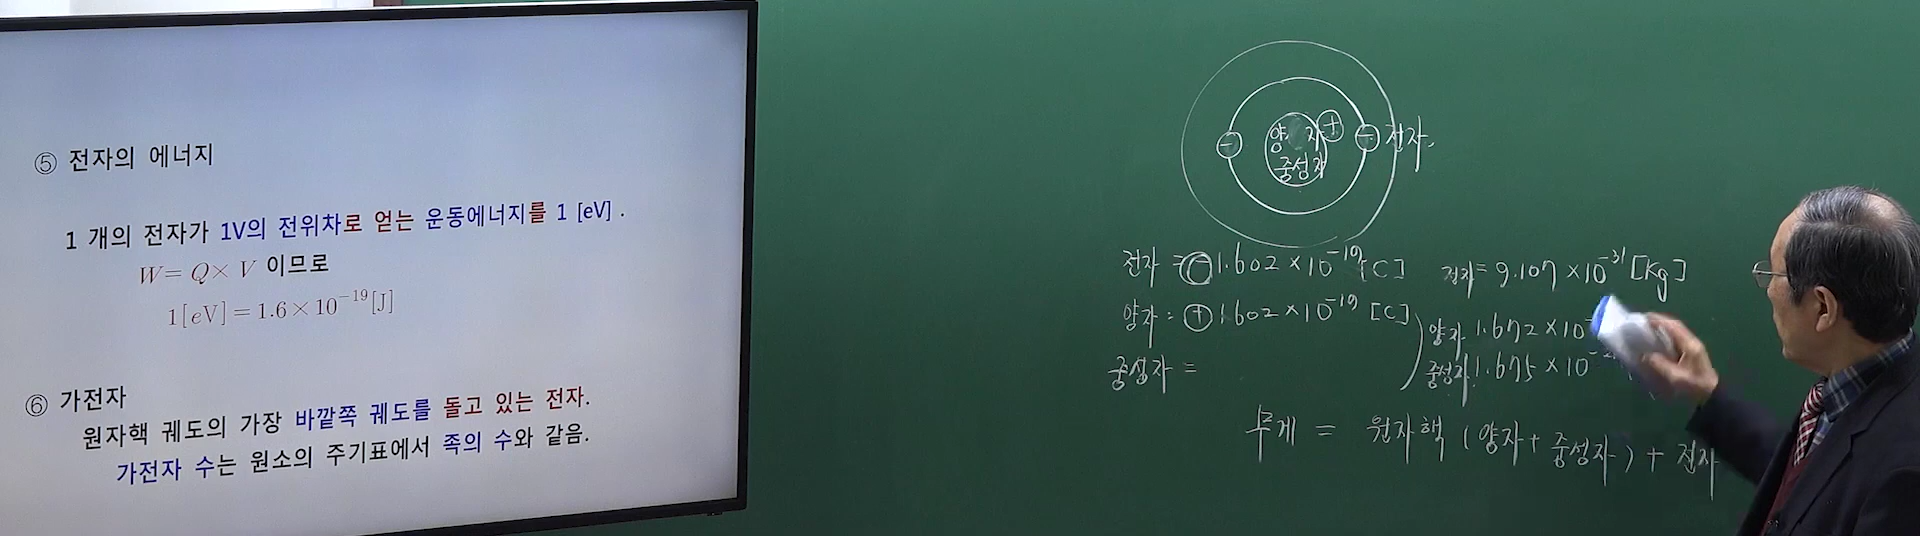 ⑤ 전자의 에너지
1 개의 전자가 1V의 전위차로 얻는 운동에너지를 1 [eV] .
W = Q × V 이므로
1[eV] = 1.6 × 10⁻¹⁹[J]
⑥ 가전자
원자핵 궤도의 가장 바깥쪽 궤도를 돌고 있는 전자.
가전자 수는 원소의 주기표에서 족의 수와 같음.
양 자 +
중성자
- - 전자.
전자 = ⊖ 1.602 × 10⁻¹⁹ [C]
양자 = ⊕ 1.602 × 10⁻¹⁹ [C]
중성자 =
전자 = 9.107 × 10⁻³¹ [Kg]
양자 1.672 × 10
중성자 1.675 × 10
무게 = 원자핵 (양자 + 중성자) + 전자